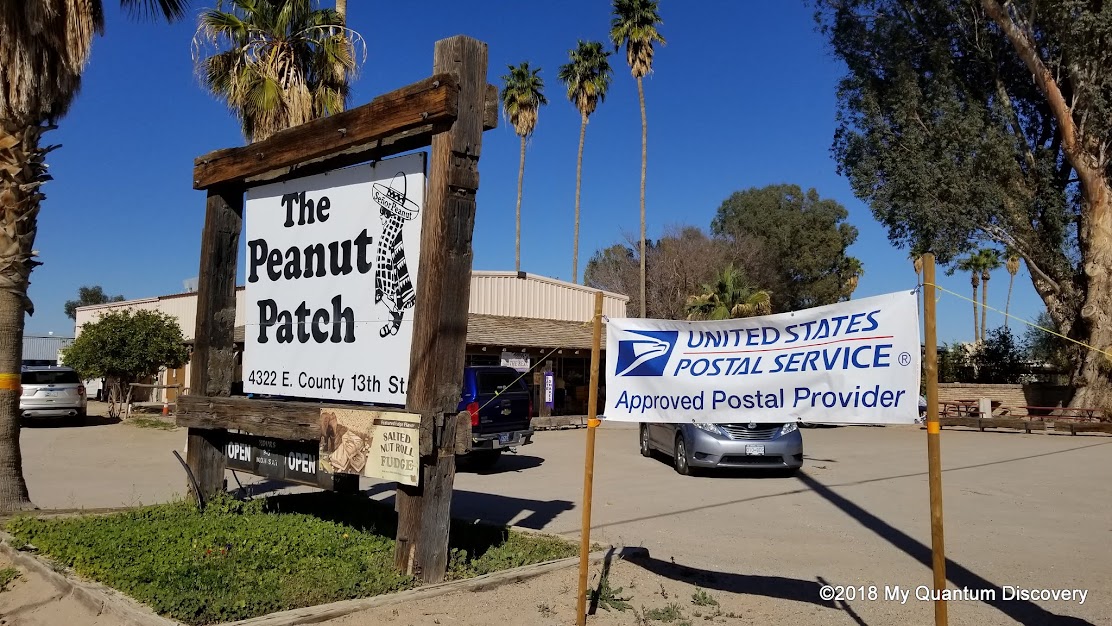 The
Peanut
Patch
Señor Peanut
4322 E. County 13th St
OPEN
OPEN
SALTED
NUT ROLL
FUDGE
UNITED STATES
POSTAL SERVICE ®
Approved Postal Provider
©2018 My Quantum Discovery